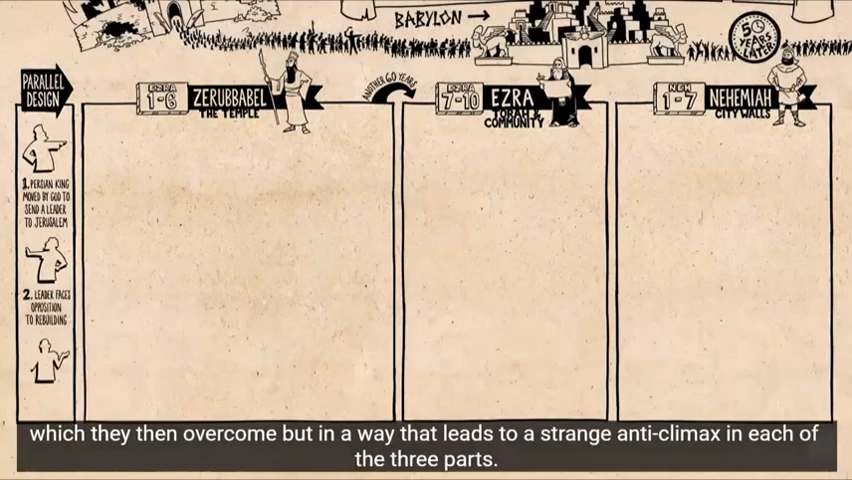 BABYLON
50
YEARS
LATER
PARALLEL
DESIGN
EZRA
1-6
ZERUBBABEL
THE TEMPLE
ANOTHER 60 YEARS
EZRA
7-10
EZRA
TORAH &
COMMUNITY
NEH
1-7
NEHEMIAH
CITY WALLS
1. PERSIAN KING
MOVED BY GOD TO
SEND A LEADER
TO JERUSALEM
2. LEADER FACES
OPPOSITION
TO REBUILDING
which they then overcome but in a way that leads to a strange anti-climax in each of
the three parts.